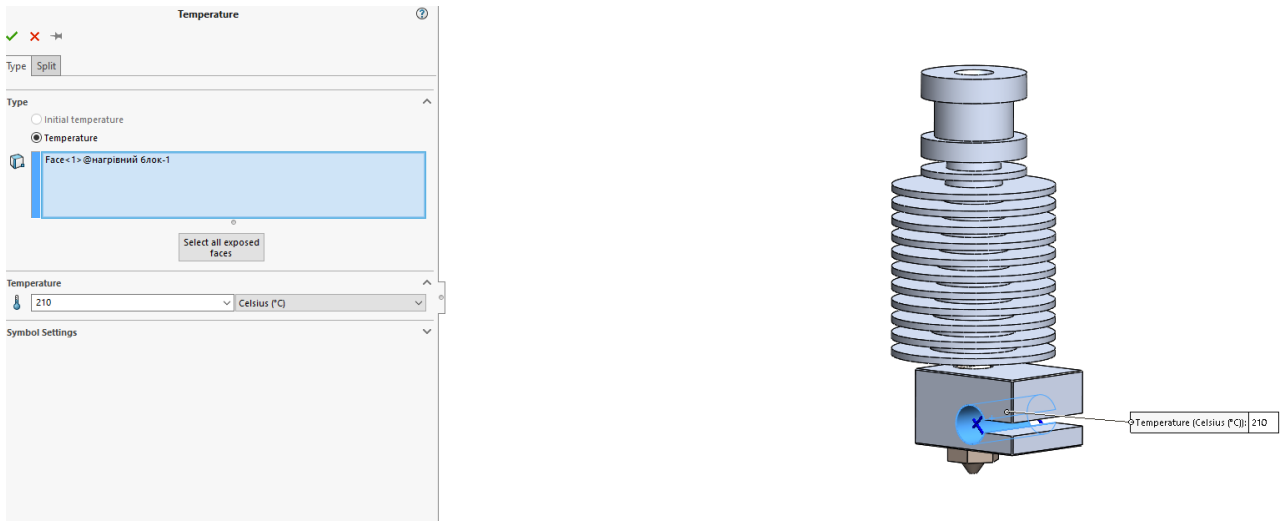 Temperature
Type Split
Type
Initial temperature
Temperature
Face<1>@нагрівний блок-1
Select all exposed
faces
Temperature
210 Celsius (°C)
Symbol Settings
Temperature (Celsius (°C)): 210